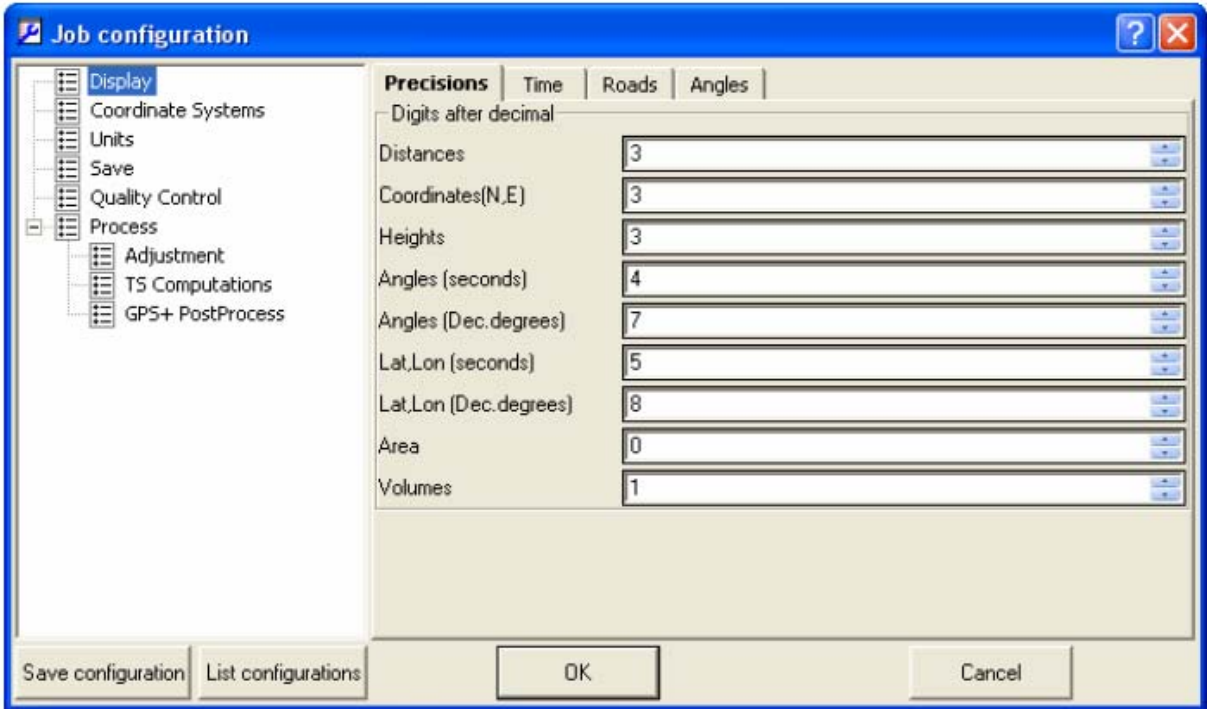 Job configuration
Display
Coordinate Systems
Units
Save
Quality Control
Process
Adjustment
TS Computations
GPS+ PostProcess
Precisions Time Roads Angles
Digits after decimal
Distances 3
Coordinates(N,E) 3
Heights 3
Angles (seconds) 4
Angles (Dec.degrees) 7
Lat,Lon (seconds) 5
Lat,Lon (Dec.degrees) 8
Area 0
Volumes 1
Save configuration List configurations OK Cancel